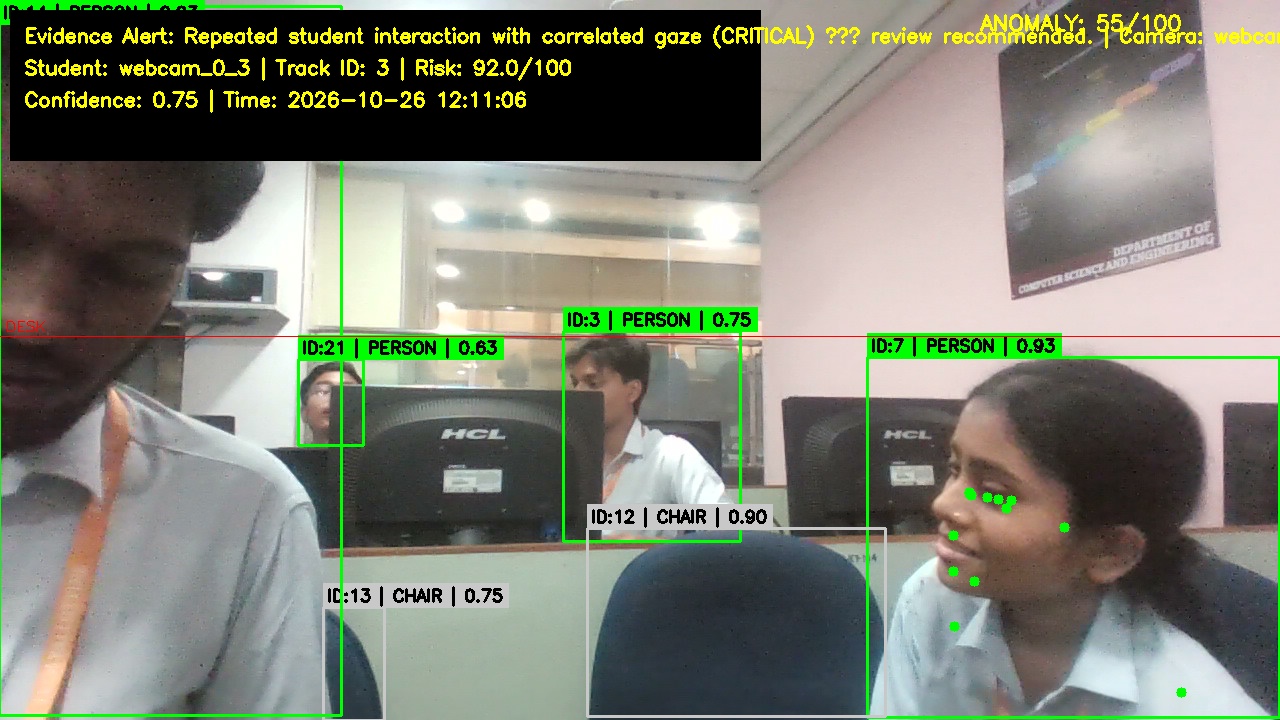 ANOMALY: 55/100
Evidence Alert: Repeated student interaction with correlated gaze (CRITICAL) ??? review recommended. | Camera:
Student: webcam_0_3 | Track ID: 3 | Risk: 92.0/100
Confidence: 0.75 | Time: 2026-10-26 12:11:06
DEPARTMENT OF
COMPUTER SCIENCE AND ENGINEERING
DESK
ID:3 | PERSON | 0.75
ID:21 | PERSON | 0.63
ID:7 | PERSON | 0.93
HCL
HCL
ID:12 | CHAIR | 0.90
ID:13 | CHAIR | 0.75